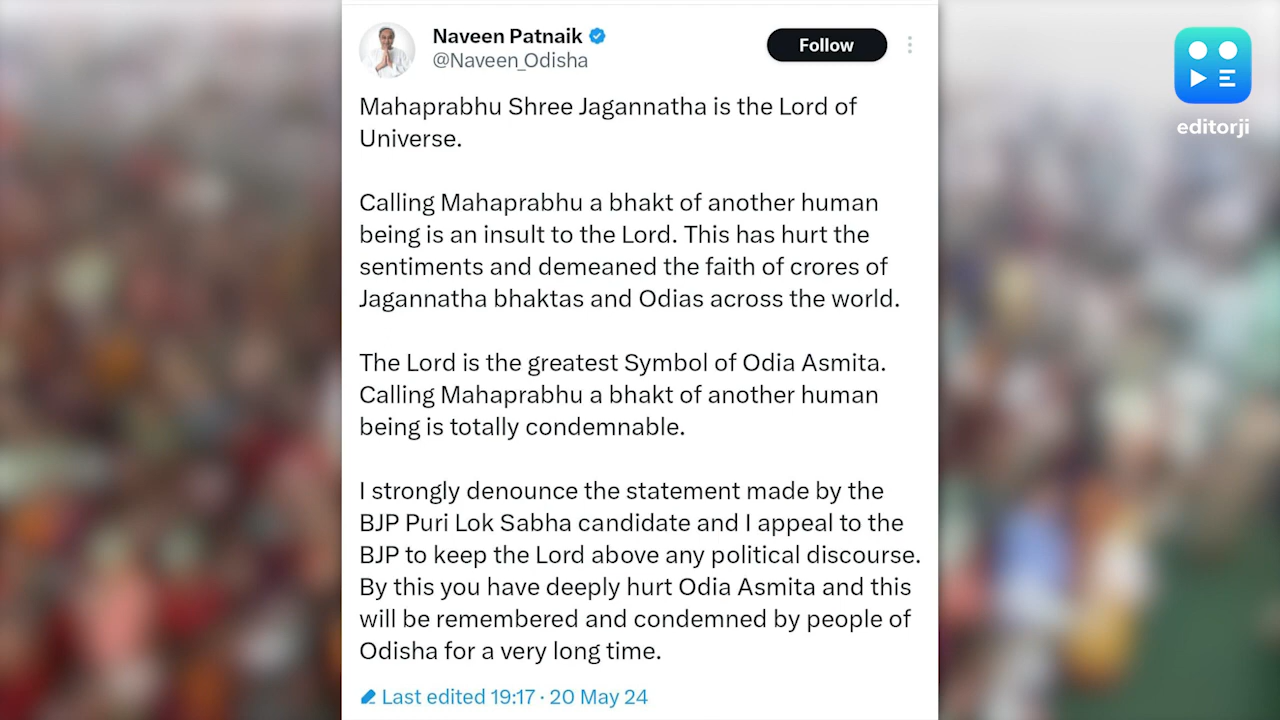 Naveen Patnaik
@Naveen_Odisha
Follow
editorji
Mahaprabhu Shree Jagannatha is the Lord of
Universe.
Calling Mahaprabhu a bhakt of another human
being is an insult to the Lord. This has hurt the
sentiments and demeaned the faith of crores of
Jagannatha bhaktas and Odias across the world.
The Lord is the greatest Symbol of Odia Asmita.
Calling Mahaprabhu a bhakt of another human
being is totally condemnable.
I strongly denounce the statement made by the
BJP Puri Lok Sabha candidate and I appeal to the
BJP to keep the Lord above any political discourse.
By this you have deeply hurt Odia Asmita and this
will be remembered and condemned by people of
Odisha for a very long time.
Last edited 19:17 · 20 May 24